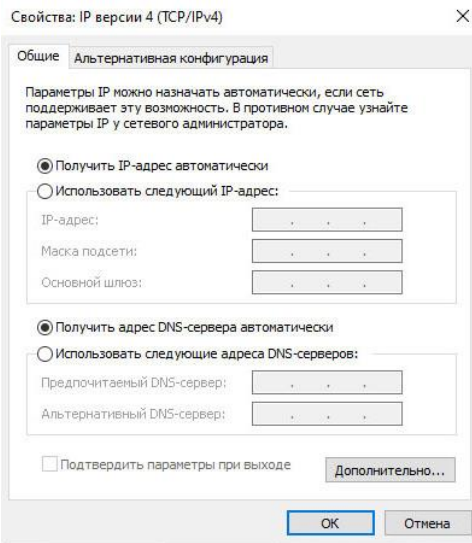 Свойства: IP версии 4 (TCP/IPv4)
Общие Альтернативная конфигурация
Параметры IP можно назначать автоматически, если сеть
поддерживает эту возможность. В противном случае узнайте
параметры IP у сетевого администратора.
Получить IP-адрес автоматически
Использовать следующий IP-адрес:
IP-адрес:
Маска подсети:
Основной шлюз:
Получить адрес DNS-сервера автоматически
Использовать следующие адреса DNS-серверов:
Предпочитаемый DNS-сервер:
Альтернативный DNS-сервер:
Подтвердить параметры при выходе
Дополнительно...
ОК Отмена